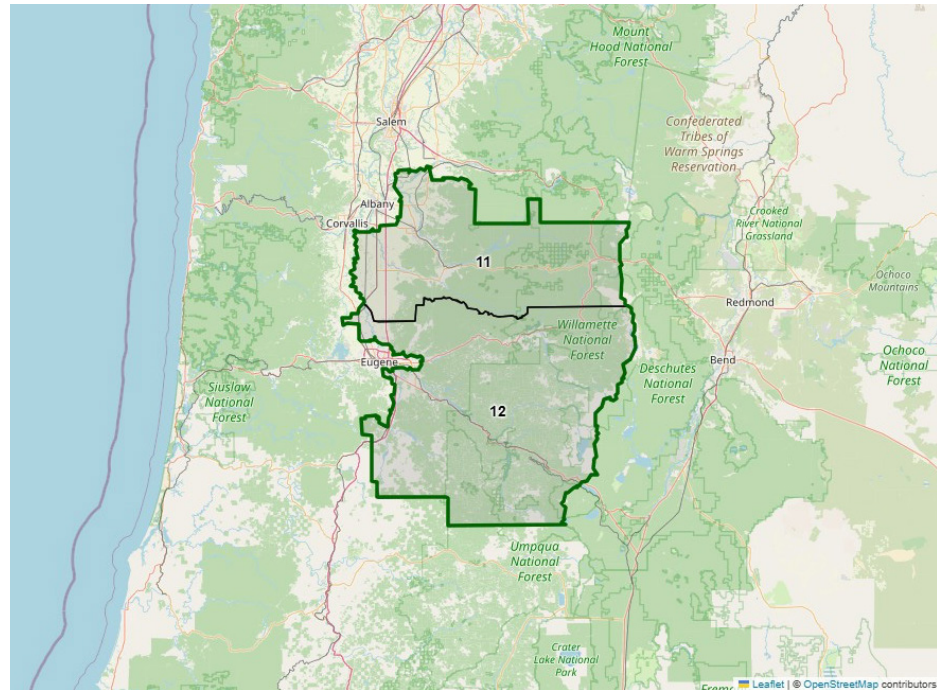 Mount
Hood National
Forest
Salem
Confederated
Tribes of
Warm Springs
Reservation
Albany
Corvallis
Crooked
River National
Grassland
11
Ochoco
Mountains
Redmond
Willamette
National
Forest
Eugene
Bend
Ochoco
National
Forest
Deschutes
National
Forest
Siuslaw
National
Forest
12
Umpqua
National
Forest
Crater
Lake National
Park
Frem
Leaflet | © OpenStreetMap contributors